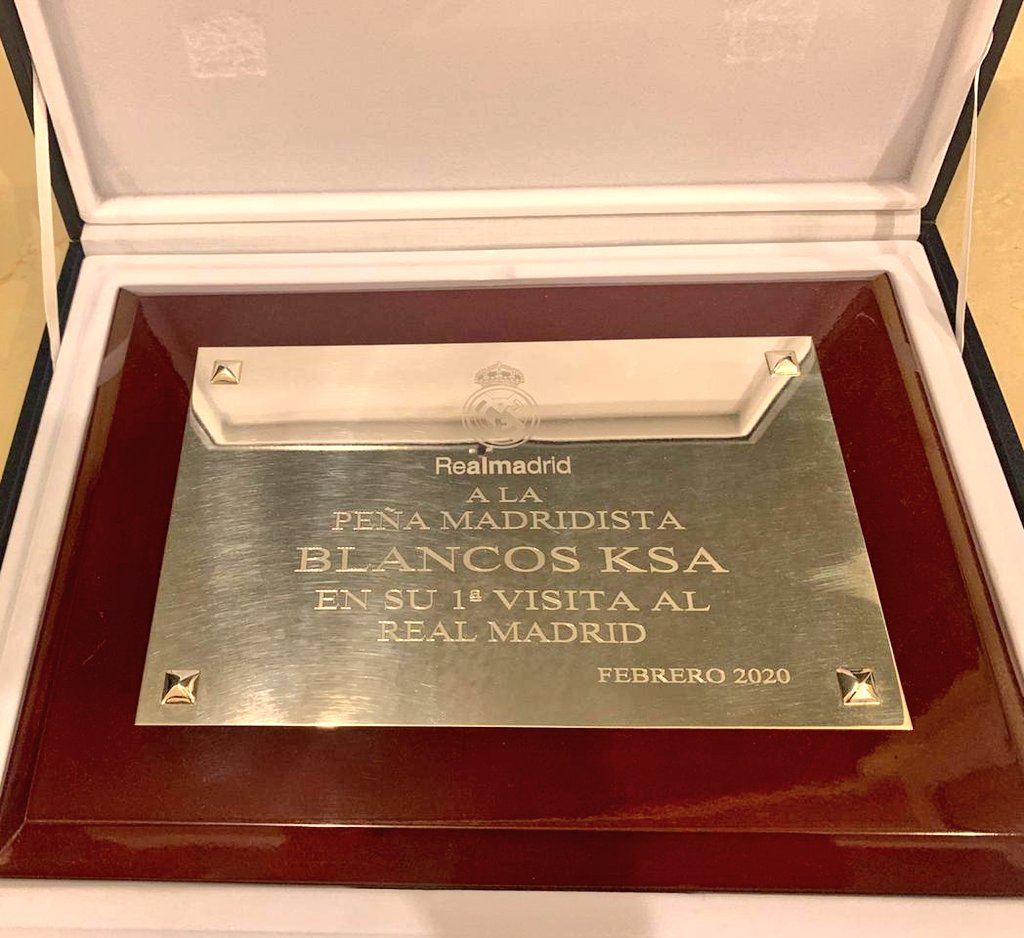 Realmadrid
A LA
PEÑA MADRIDISTA
BLANCOS KSA
EN SU 1ª VISITA AL
REAL MADRID
FEBRERO 2020